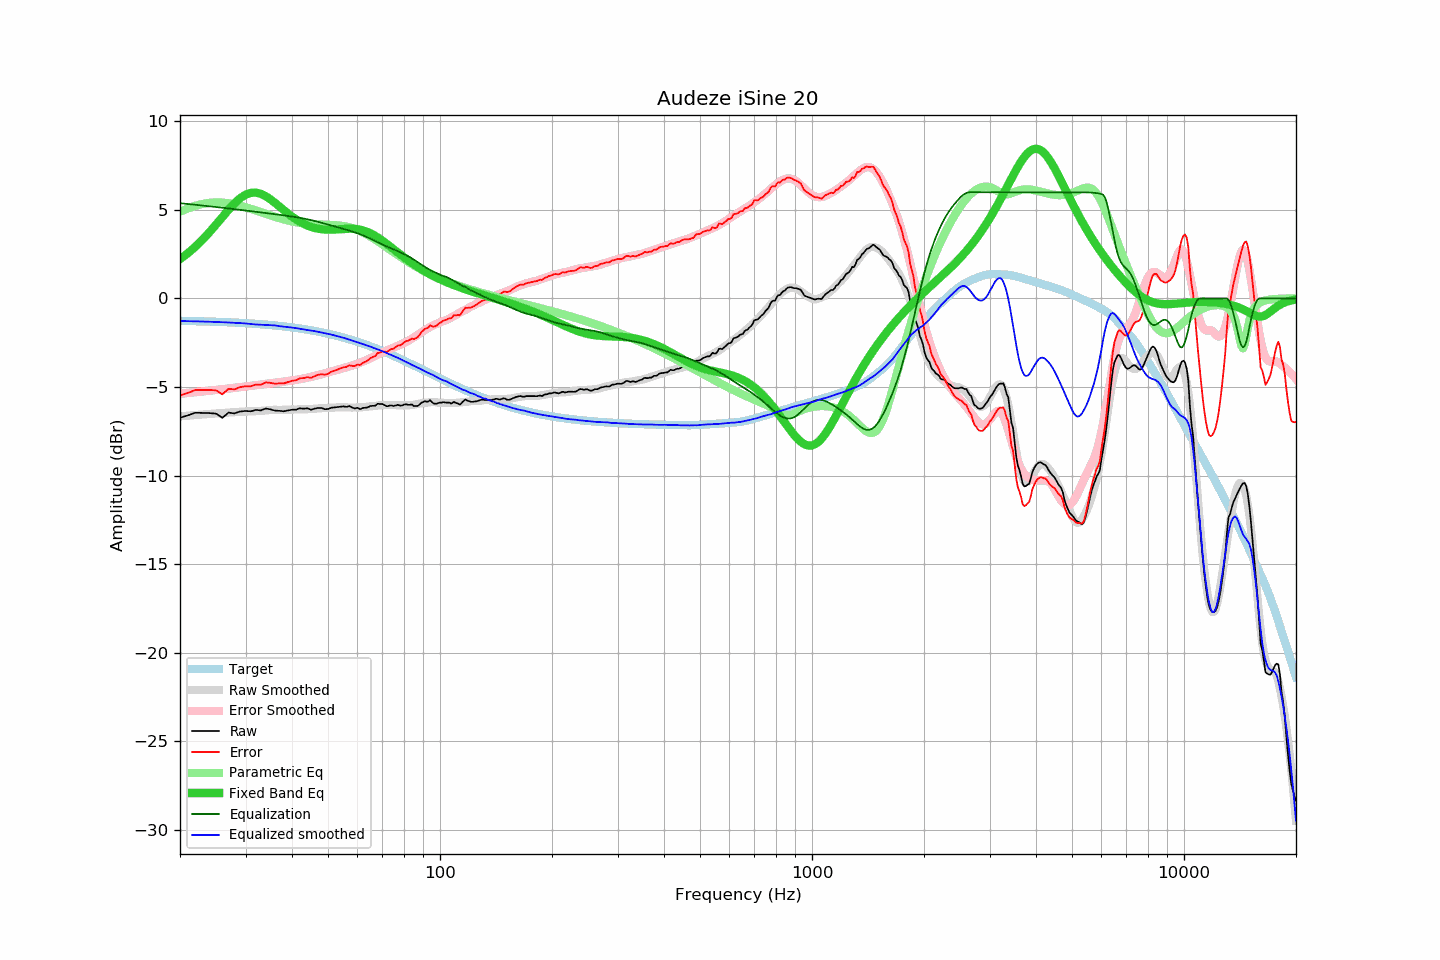 Audeze iSine 20
10
5
0
−5
−10
−15
−20
−25
−30
Amplitude (dBr)
Target
Raw Smoothed
Error Smoothed
Raw
Error
Parametric Eq
Fixed Band Eq
Equalization
Equalized smoothed
100
1000
10000
Frequency (Hz)